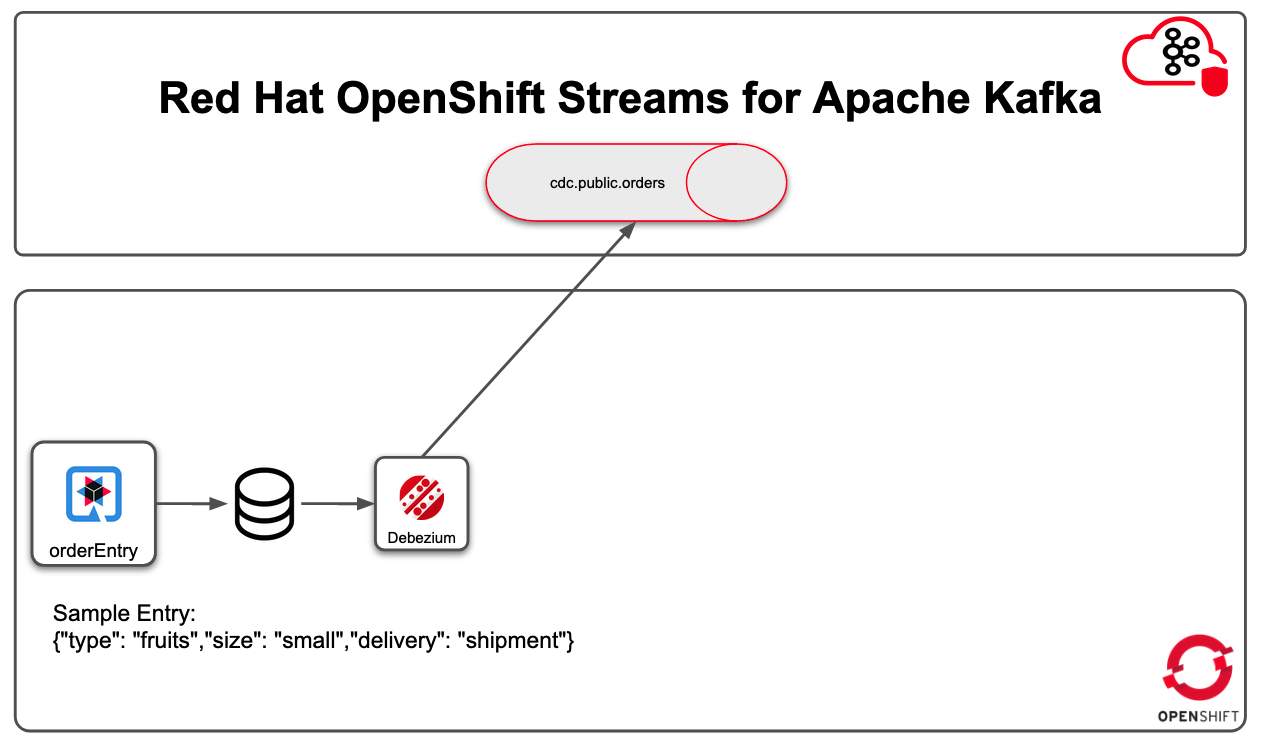 Red Hat OpenShift Streams for Apache Kafka
cdc.public.orders
orderEntry
Debezium
Sample Entry:
{"type": "fruits","size": "small","delivery": "shipment"}
OPENSHIFT